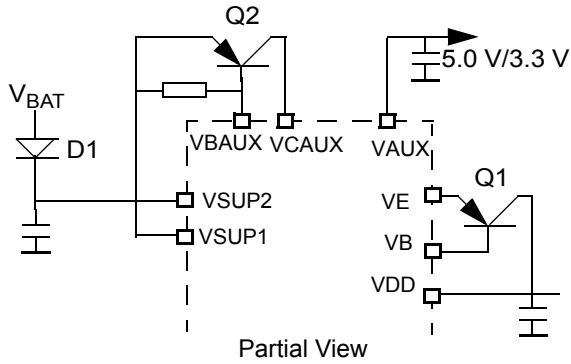 Q2
5.0 V/3.3 V
VBAT
D1
VBAUX VCAUX VAUX
Q1
VSUP2 VE
VSUP1 VB
VDD
Partial View